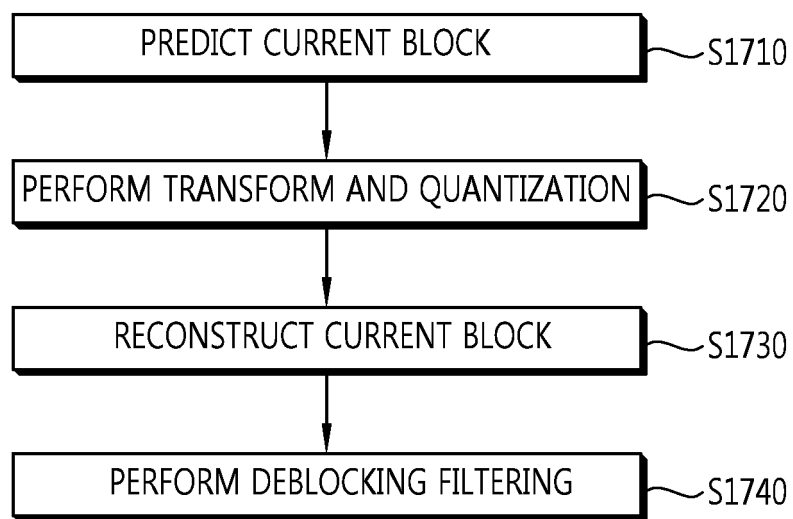 PREDICT CURRENT BLOCK S1710
PERFORM TRANSFORM AND QUANTIZATION S1720
RECONSTRUCT CURRENT BLOCK S1730
PERFORM DEBLOCKING FILTERING S1740